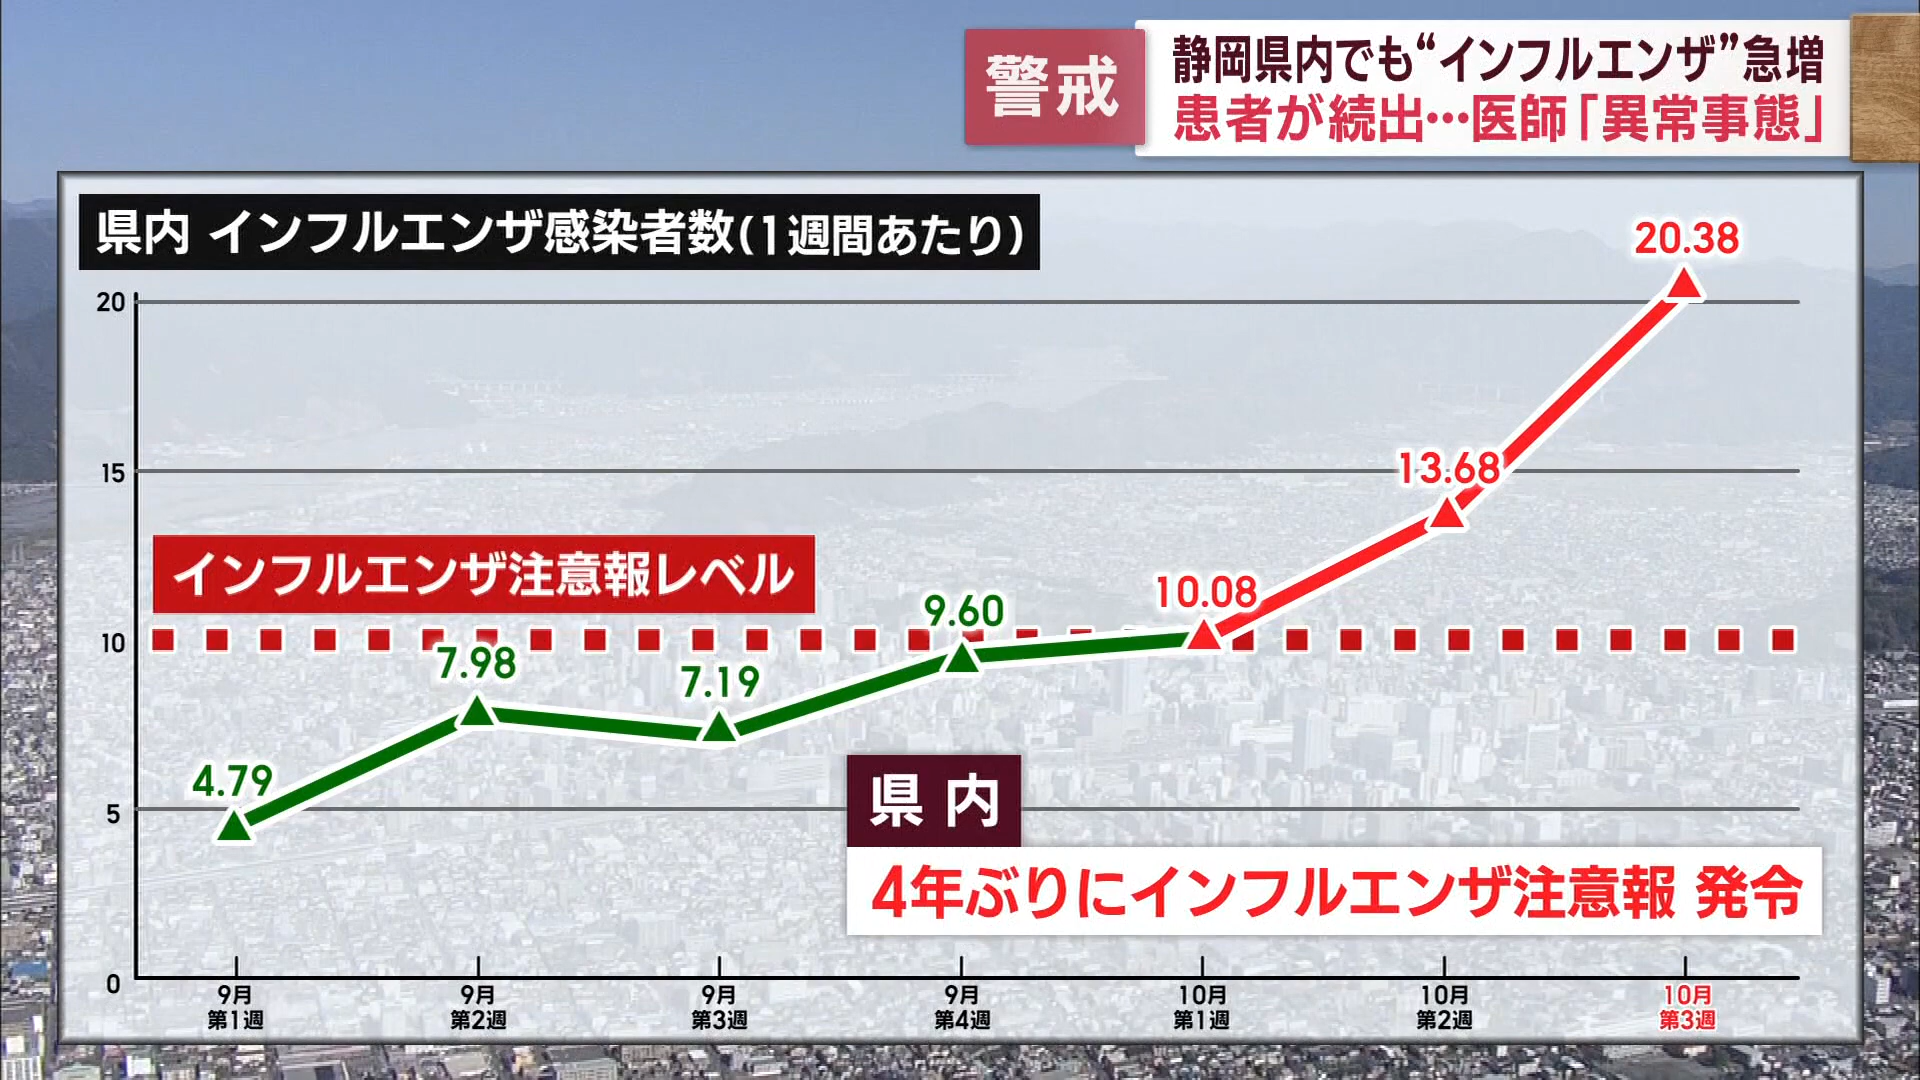 警戒
静岡県内でも“インフルエンザ”急増
患者が続出…医師「異常事態」
県内 インフルエンザ感染者数(1週間あたり)
20.38
20
15
13.68
インフルエンザ注意報レベル
10
10.08
9.60
7.98
7.19
4.79
5
県内
4年ぶりにインフルエンザ注意報 発令
0
9月
第1週
9月
第2週
9月
第3週
9月
第4週
10月
第1週
10月
第2週
10月
第3週